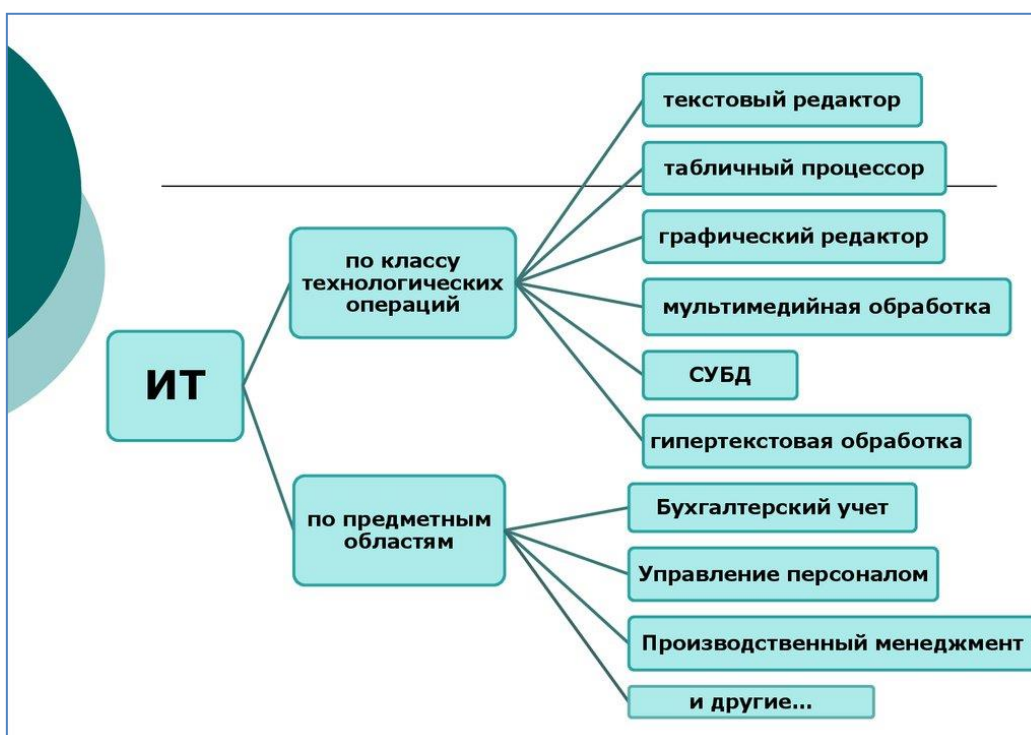 ИТ
по классу
технологических
операций
текстовый редактор
табличный процессор
графический редактор
мультимедийная обработка
СУБД
гипертекстовая обработка
по предметным
областям
Бухгалтерский учет
Управление персоналом
Производственный менеджмент
и другие...